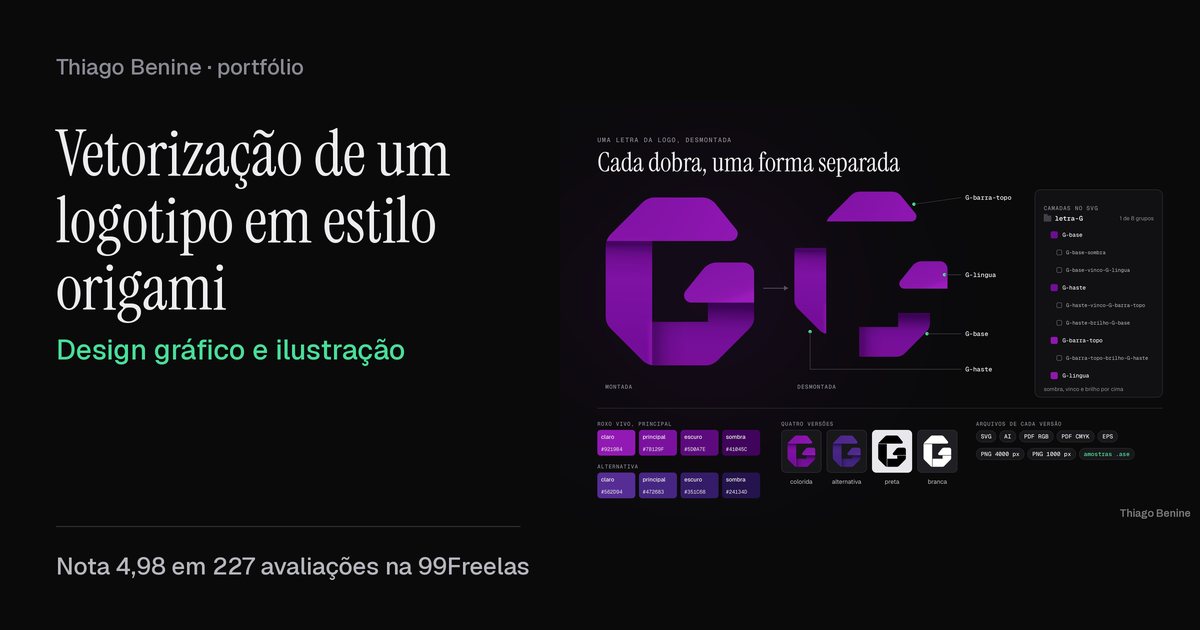 Thiago Benine · portfólio
Vetorização de um
logotipo em estilo
origami
Design gráfico e ilustração
Nota 4,98 em 227 avaliações na 99Freelas
UMA LETRA DA LOGO, DESMONTADA
Cada dobra, uma forma separada
G-barra-topo
G-lingua
G-base
G-haste
MONTADA
DESMONTADA
CAMADAS NO SVG
letra-G 1 de 8 grupos
G-base
G-base-sombra
G-base-vinco-G-lingua
G-haste
G-haste-vinco-G-barra-topo
G-haste-brilho-G-base
G-barra-topo
G-barra-topo-brilho-G-haste
G-lingua
sombra, vinco e brilho por cima
ROXO VIVO, PRINCIPAL
claro principal escuro sombra
#921984 #78129F #5D0A7E #41045C
ALTERNATIVA
claro principal escuro sombra
#562D94 #472683 #351C68 #24134D
QUATRO VERSÕES
colorida alternativa preta branca
ARQUIVOS DE CADA VERSÃO
SVG AI PDF RGB PDF CMYK EPS
PNG 4000 px PNG 1000 px amostras .ase
Thiago Benine